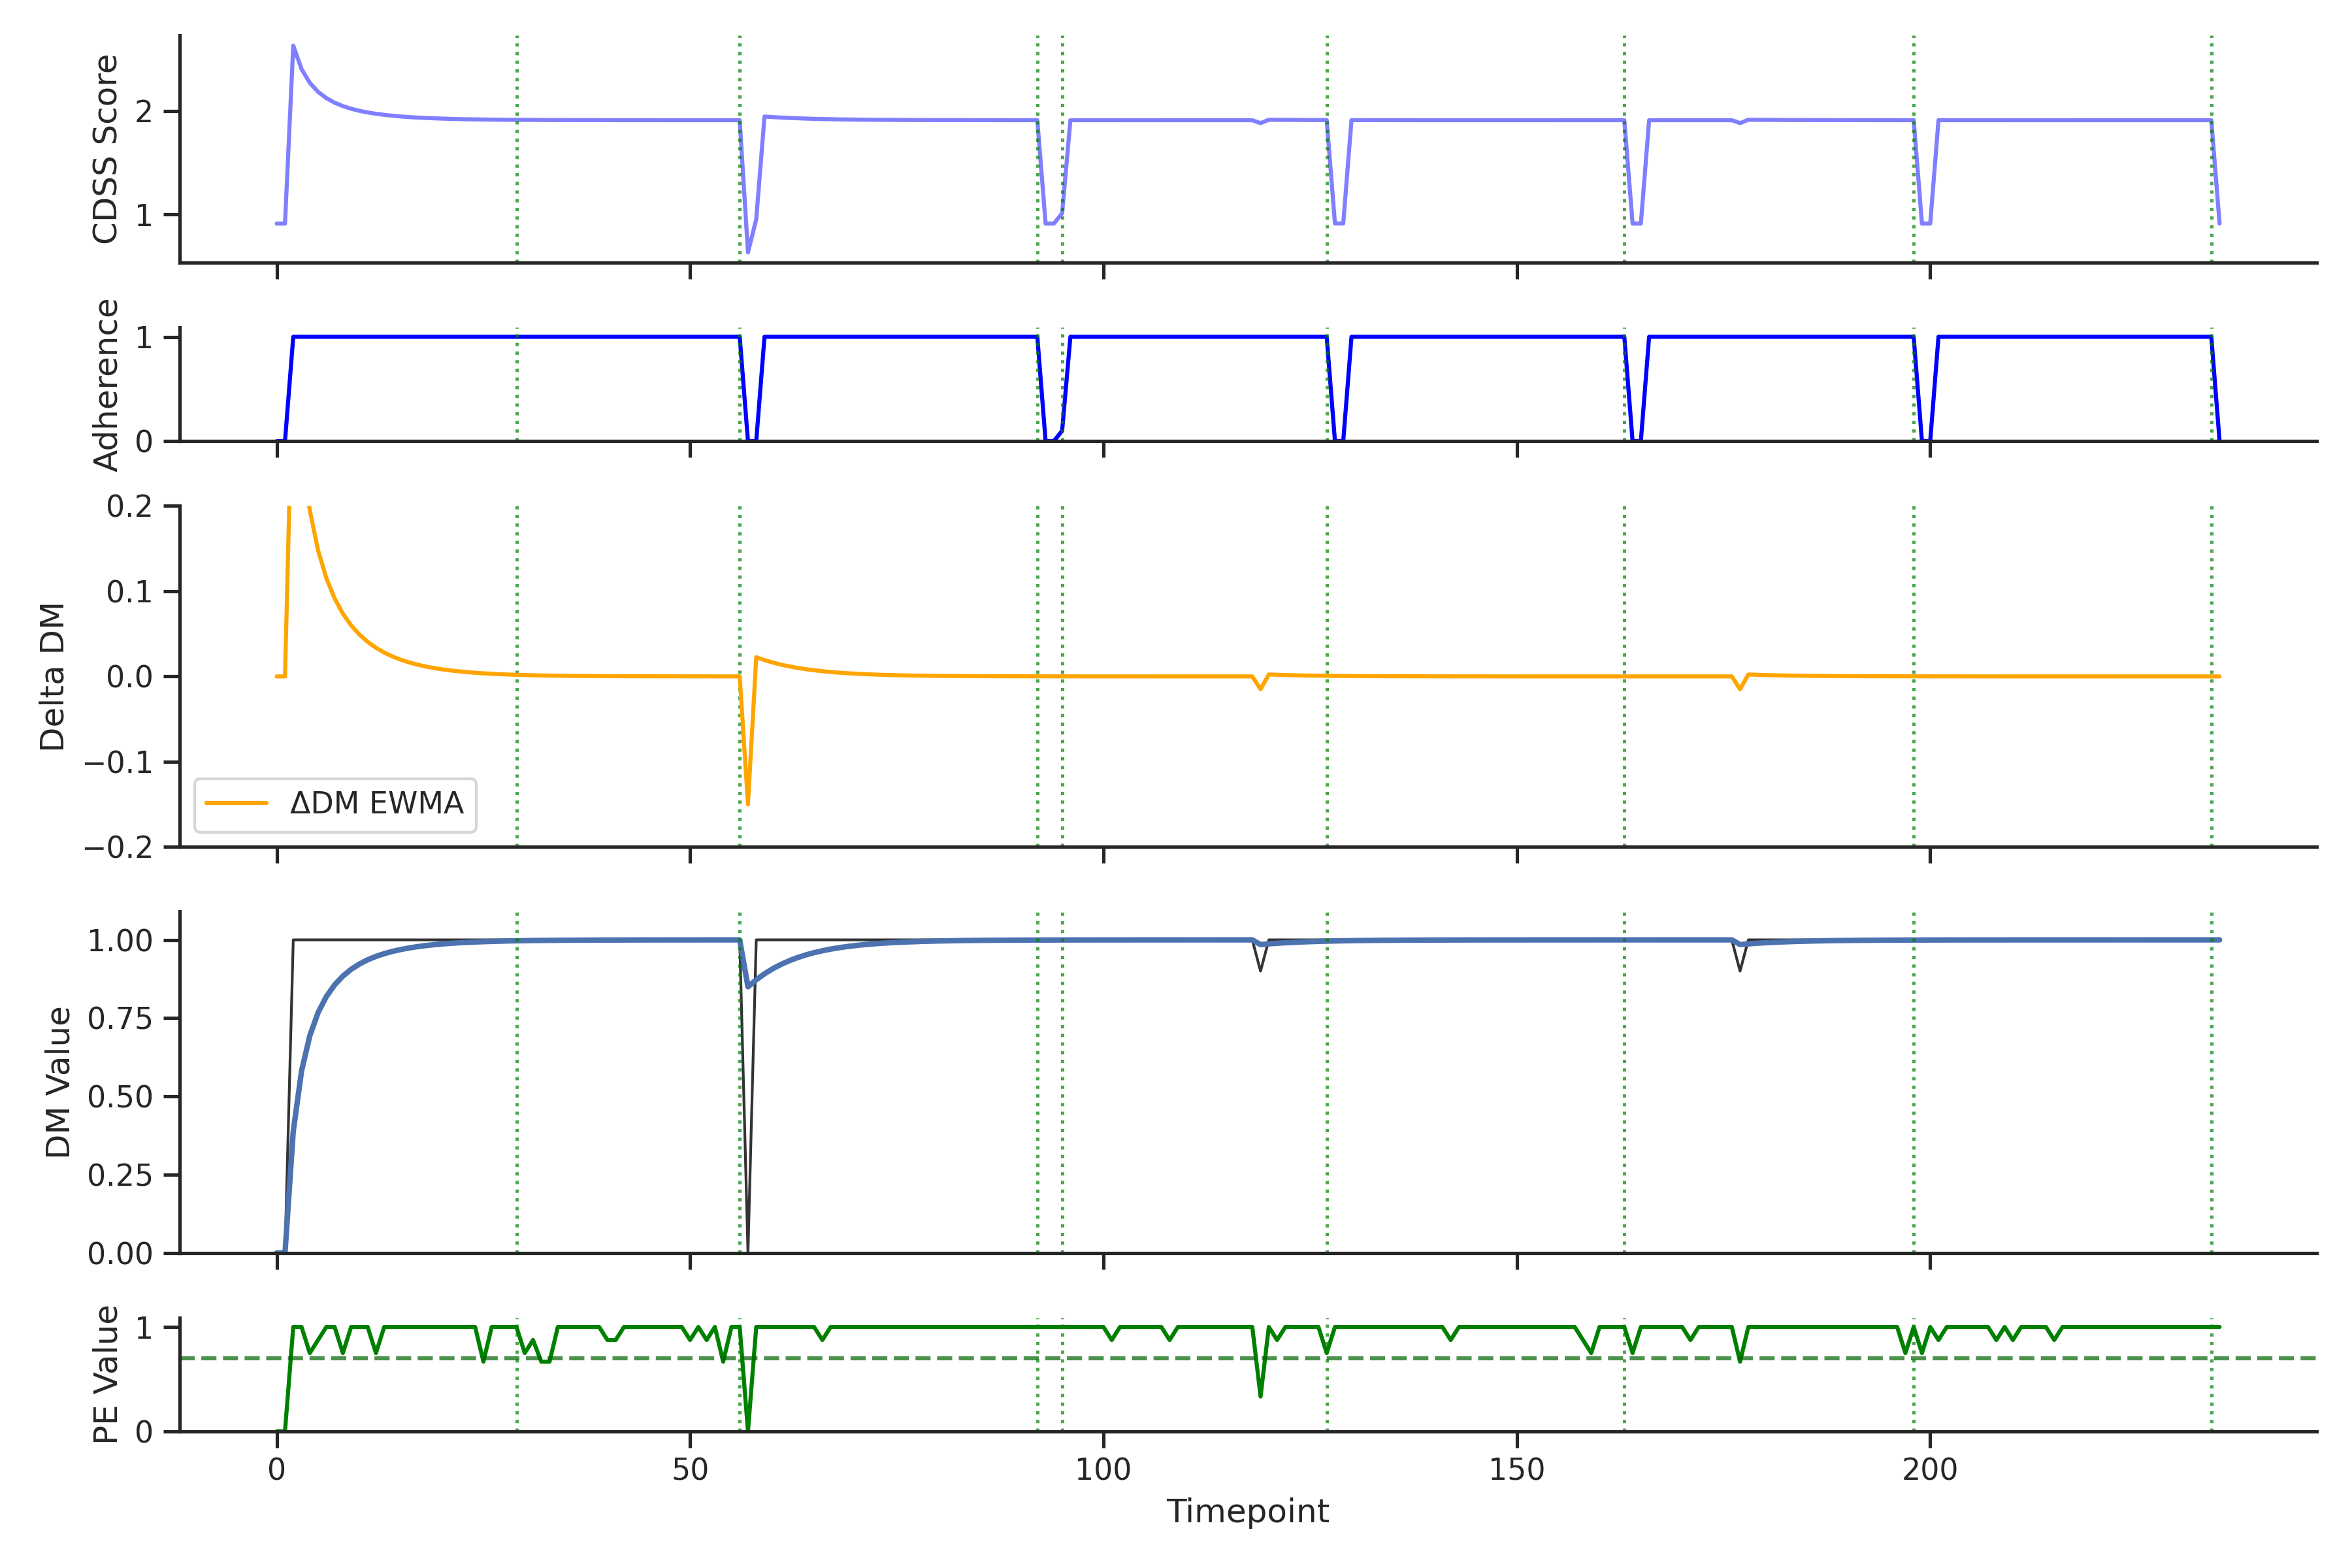 CDSS Score
2
1
Adherence
1
0
Delta DM
0.2
0.1
0.0
−0.1
−0.2
ΔDM EWMA
DM Value
1.00
0.75
0.50
0.25
0.00
PE Value
1
0
0 50 100 150 200
Timepoint